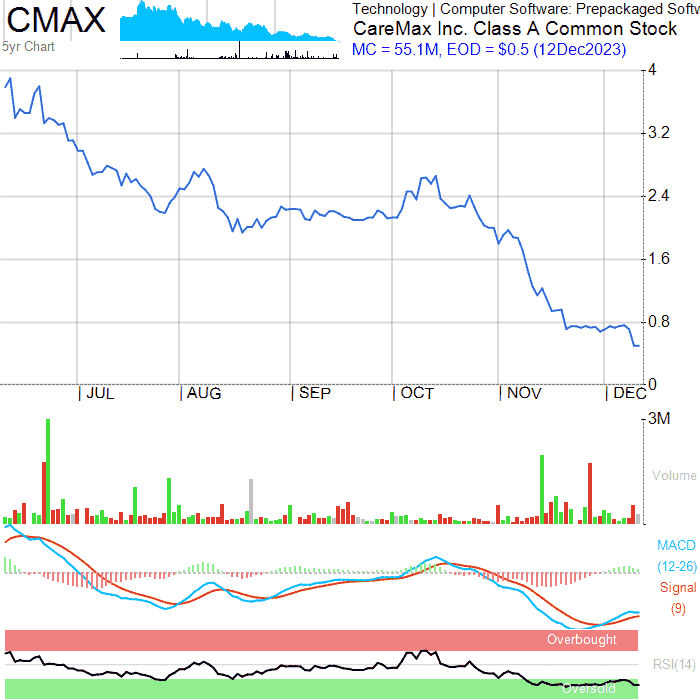 CMAX
5yr Chart
Technology | Computer Software: Prepackaged Softw
CareMax Inc. Class A Common Stock
MC = 55.1M, EOD = $0.5 (12Dec2023)
4
3.2
2.4
1.6
0.8
0
| JUL | AUG | SEP | OCT | NOV | DEC
3M
Volume
MACD
(12-26)
Signal
(9)
Overbought
RSI(14)
Oversold